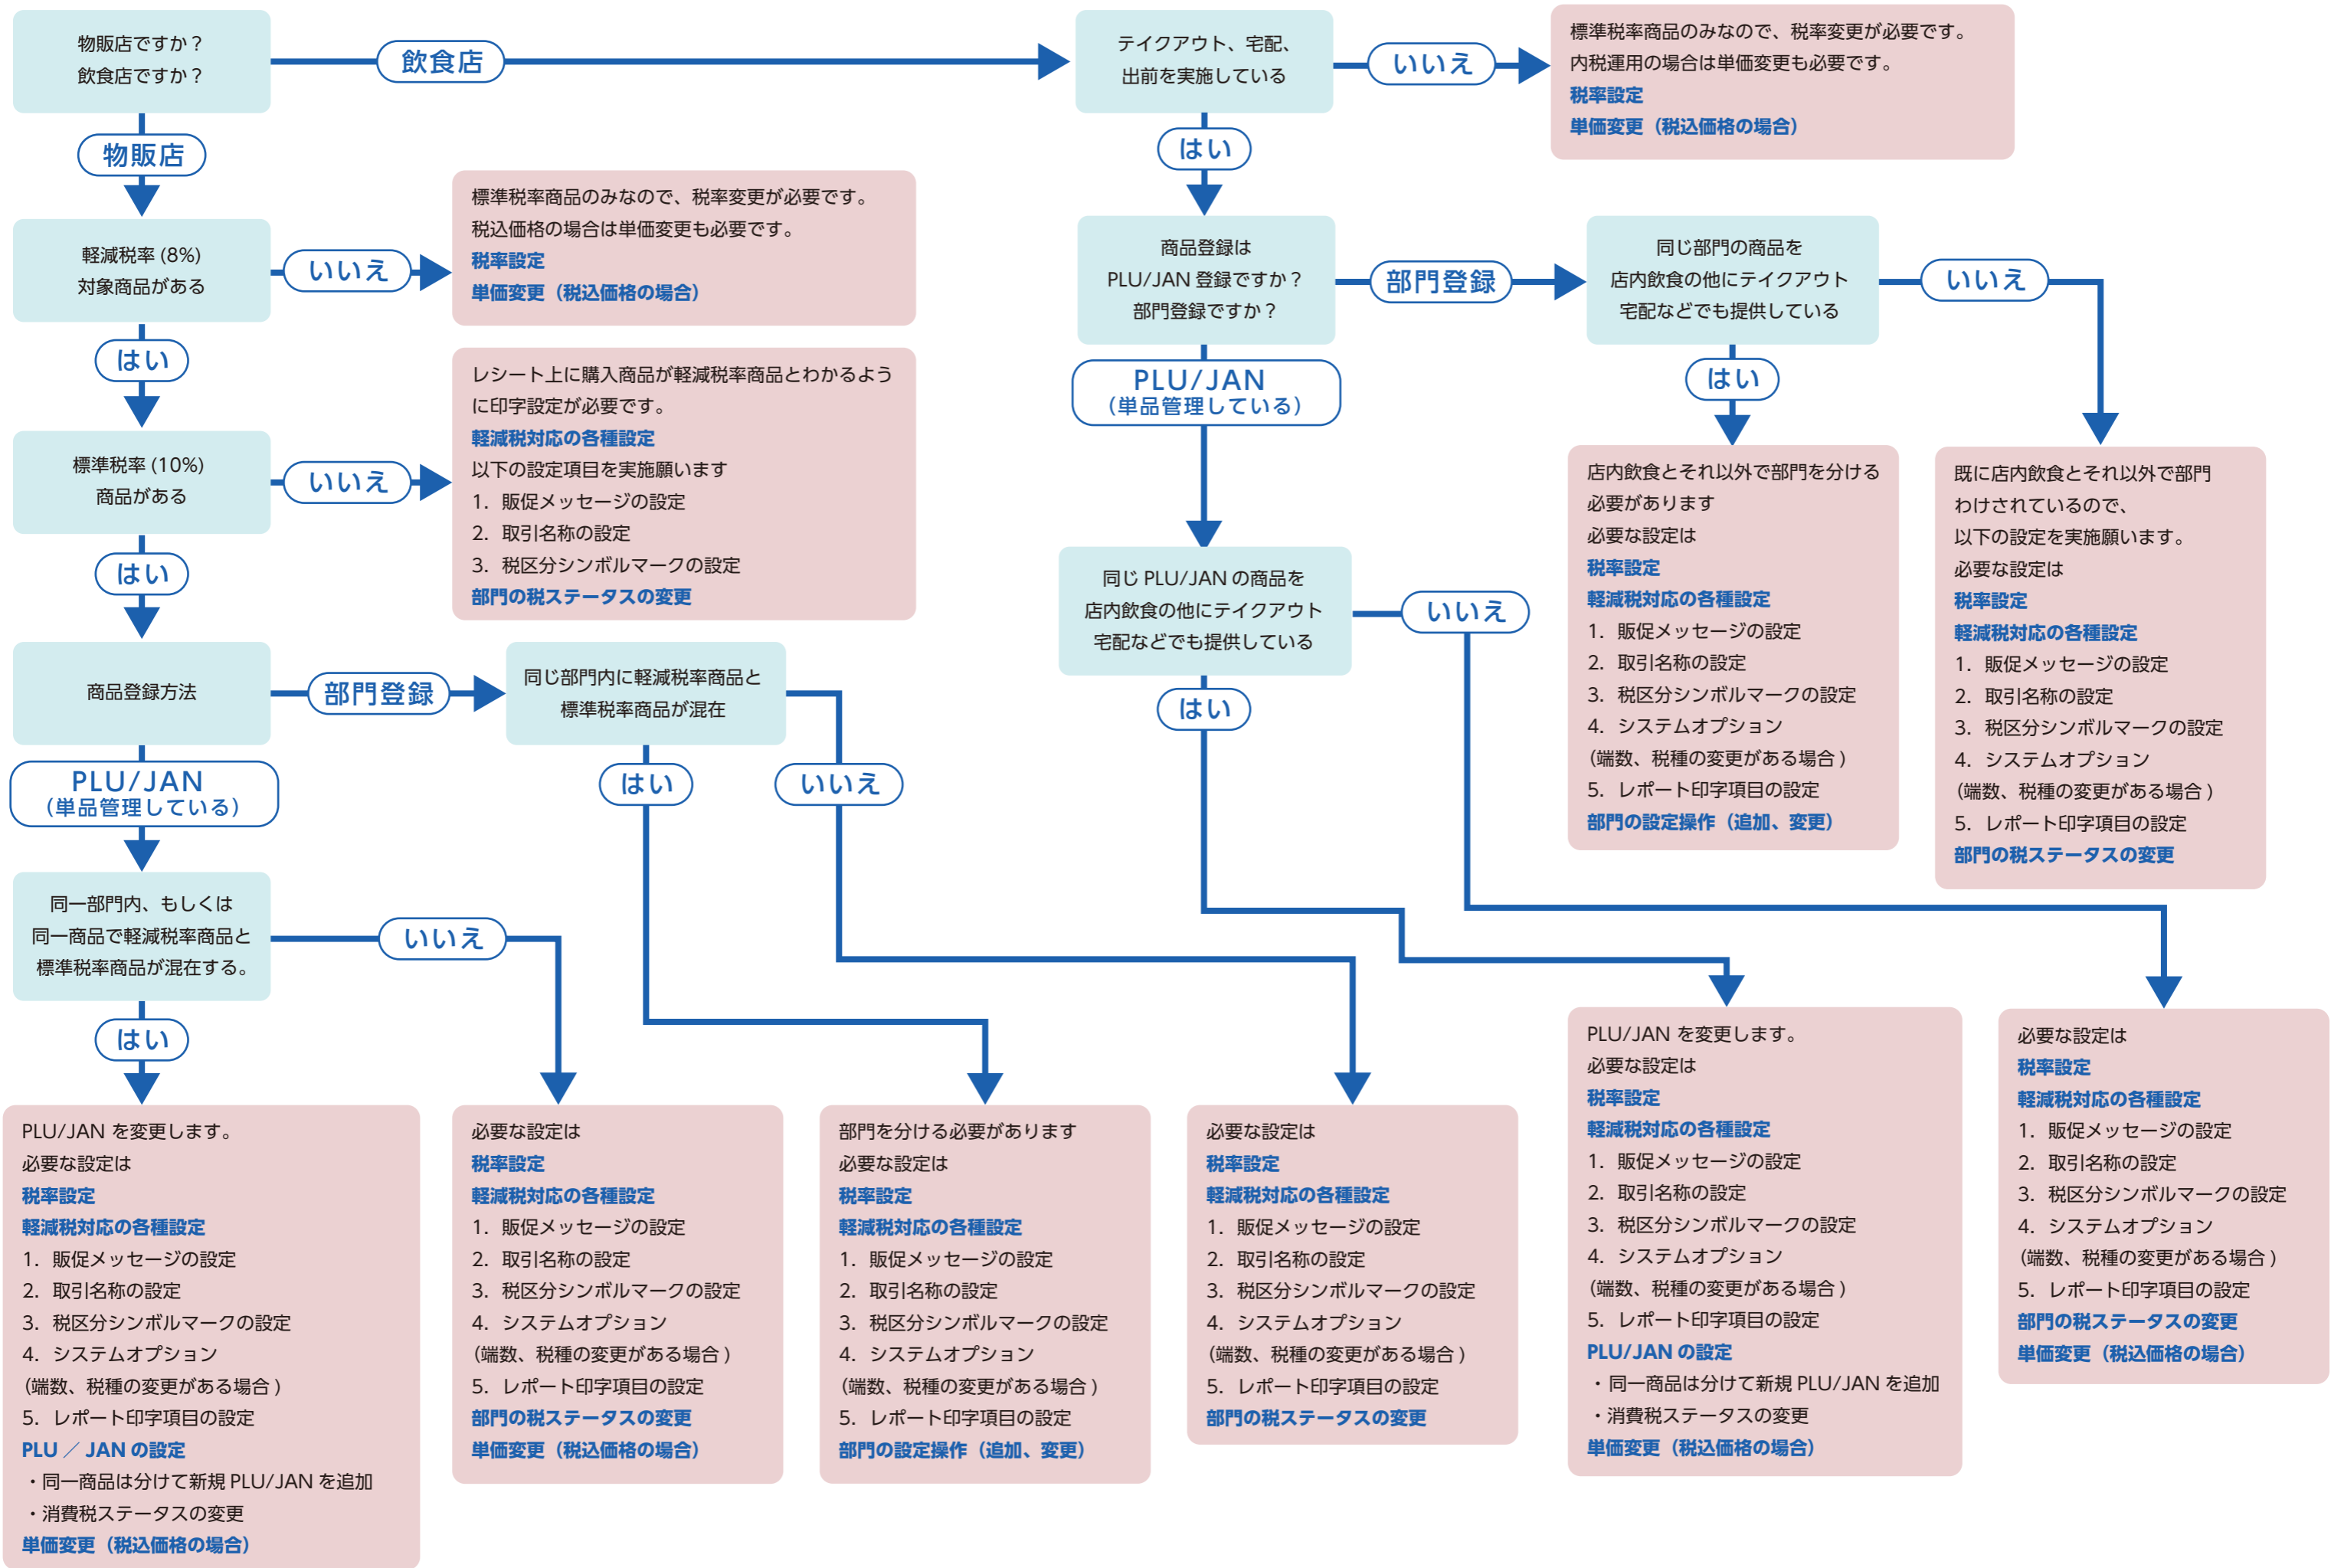 物販店ですか？
飲食店ですか？
飲食店
テイクアウト、宅配、
出前を実施している
いいえ
標準税率商品のみなので、税率変更が必要です。
内税運用の場合は単価変更も必要です。
税率設定
単価変更（税込価格の場合）
物販店
はい
軽減税率 (8%)
対象商品がある
いいえ
標準税率商品のみなので、税率変更が必要です。
税込価格の場合は単価変更も必要です。
税率設定
単価変更（税込価格の場合）
商品登録は
PLU/JAN 登録ですか？
部門登録ですか？
部門登録
同じ部門の商品を
店内飲食の他にテイクアウト
宅配などでも提供している
いいえ
はい
はい
PLU/JAN
（単品管理している）
標準税率 (10%)
商品がある
いいえ
レシート上に購入商品が軽減税率商品とわかるよう
に印字設定が必要です。
軽減税対応の各種設定
以下の設定項目を実施願います
1. 販促メッセージの設定
2. 取引名称の設定
3. 税区分シンボルマークの設定
部門の税ステータスの変更
店内飲食とそれ以外で部門を分ける
必要があります
必要な設定は
税率設定
軽減税対応の各種設定
1. 販促メッセージの設定
2. 取引名称の設定
3. 税区分シンボルマークの設定
4. システムオプション
（端数、税種の変更がある場合 )
5. レポート印字項目の設定
部門の設定操作（追加、変更）
既に店内飲食とそれ以外で部門
わけされているので、
以下の設定を実施願います。
必要な設定は
税率設定
軽減税対応の各種設定
1. 販促メッセージの設定
2. 取引名称の設定
3. 税区分シンボルマークの設定
4. システムオプション
（端数、税種の変更がある場合 )
5. レポート印字項目の設定
部門の税ステータスの変更
はい
同じ PLU/JAN の商品を
店内飲食の他にテイクアウト
宅配などでも提供している
いいえ
はい
商品登録方法
部門登録
同じ部門内に軽減税率商品と
標準税率商品が混在
はい
いいえ
PLU/JAN
（単品管理している）
同一部門内、もしくは
同一商品で軽減税率商品と
標準税率商品が混在する。
いいえ
はい
PLU/JAN を変更します。
必要な設定は
税率設定
軽減税対応の各種設定
1. 販促メッセージの設定
2. 取引名称の設定
3. 税区分シンボルマークの設定
4. システムオプション
（端数、税種の変更がある場合 )
5. レポート印字項目の設定
PLU ／ JAN の設定
・同一商品は分けて新規 PLU/JAN を追加
・消費税ステータスの変更
単価変更（税込価格の場合）
必要な設定は
税率設定
軽減税対応の各種設定
1. 販促メッセージの設定
2. 取引名称の設定
3. 税区分シンボルマークの設定
4. システムオプション
（端数、税種の変更がある場合 )
5. レポート印字項目の設定
部門の税ステータスの変更
単価変更（税込価格の場合）
部門を分ける必要があります
必要な設定は
税率設定
軽減税対応の各種設定
1. 販促メッセージの設定
2. 取引名称の設定
3. 税区分シンボルマークの設定
4. システムオプション
（端数、税種の変更がある場合 )
5. レポート印字項目の設定
部門の設定操作（追加、変更）
必要な設定は
税率設定
軽減税対応の各種設定
1. 販促メッセージの設定
2. 取引名称の設定
3. 税区分シンボルマークの設定
4. システムオプション
（端数、税種の変更がある場合 )
5. レポート印字項目の設定
部門の税ステータスの変更
PLU/JAN を変更します。
必要な設定は
税率設定
軽減税対応の各種設定
1. 販促メッセージの設定
2. 取引名称の設定
3. 税区分シンボルマークの設定
4. システムオプション
（端数、税種の変更がある場合 )
5. レポート印字項目の設定
PLU/JAN の設定
・同一商品は分けて新規 PLU/JAN を追加
・消費税ステータスの変更
単価変更（税込価格の場合）
必要な設定は
税率設定
軽減税対応の各種設定
1. 販促メッセージの設定
2. 取引名称の設定
3. 税区分シンボルマークの設定
4. システムオプション
（端数、税種の変更がある場合 )
5. レポート印字項目の設定
部門の税ステータスの変更
単価変更（税込価格の場合）